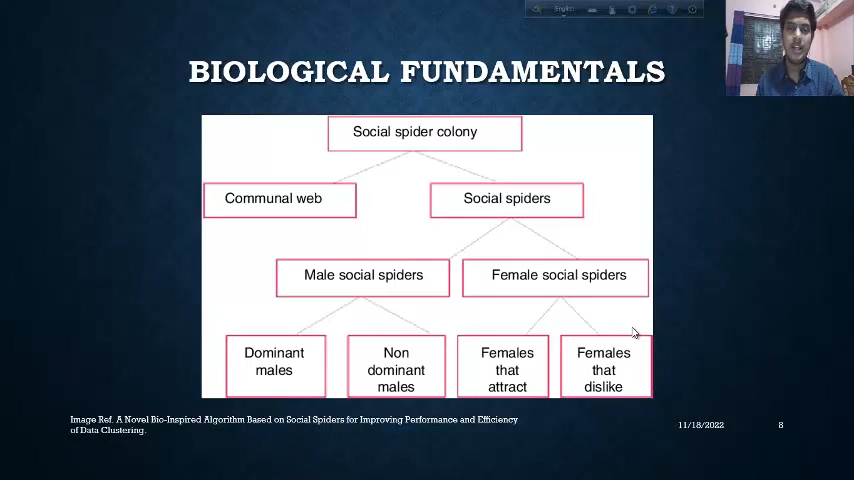 English
BIOLOGICAL FUNDAMENTALS
Social spider colony
Communal web
Social spiders
Male social spiders
Female social spiders
Dominant
males
Non
dominant
males
Females
that
attract
Females
that
dislike
Image Ref. A Novel Bio-Inspired Algorithm Based on Social Spiders for Improving Performance and Efficiency
of Data Clustering.
11/18/2022
8